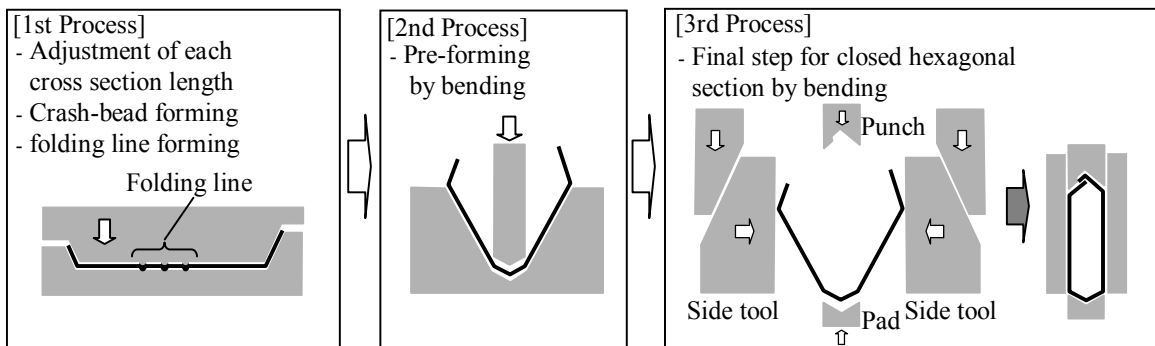 [1st Process]
- Adjustment of each
cross section length
- Crash-bead forming
- folding line forming
Folding line
[2nd Process]
- Pre-forming
by bending
[3rd Process]
- Final step for closed hexagonal
section by bending
Punch
Side tool
Pad
Side tool